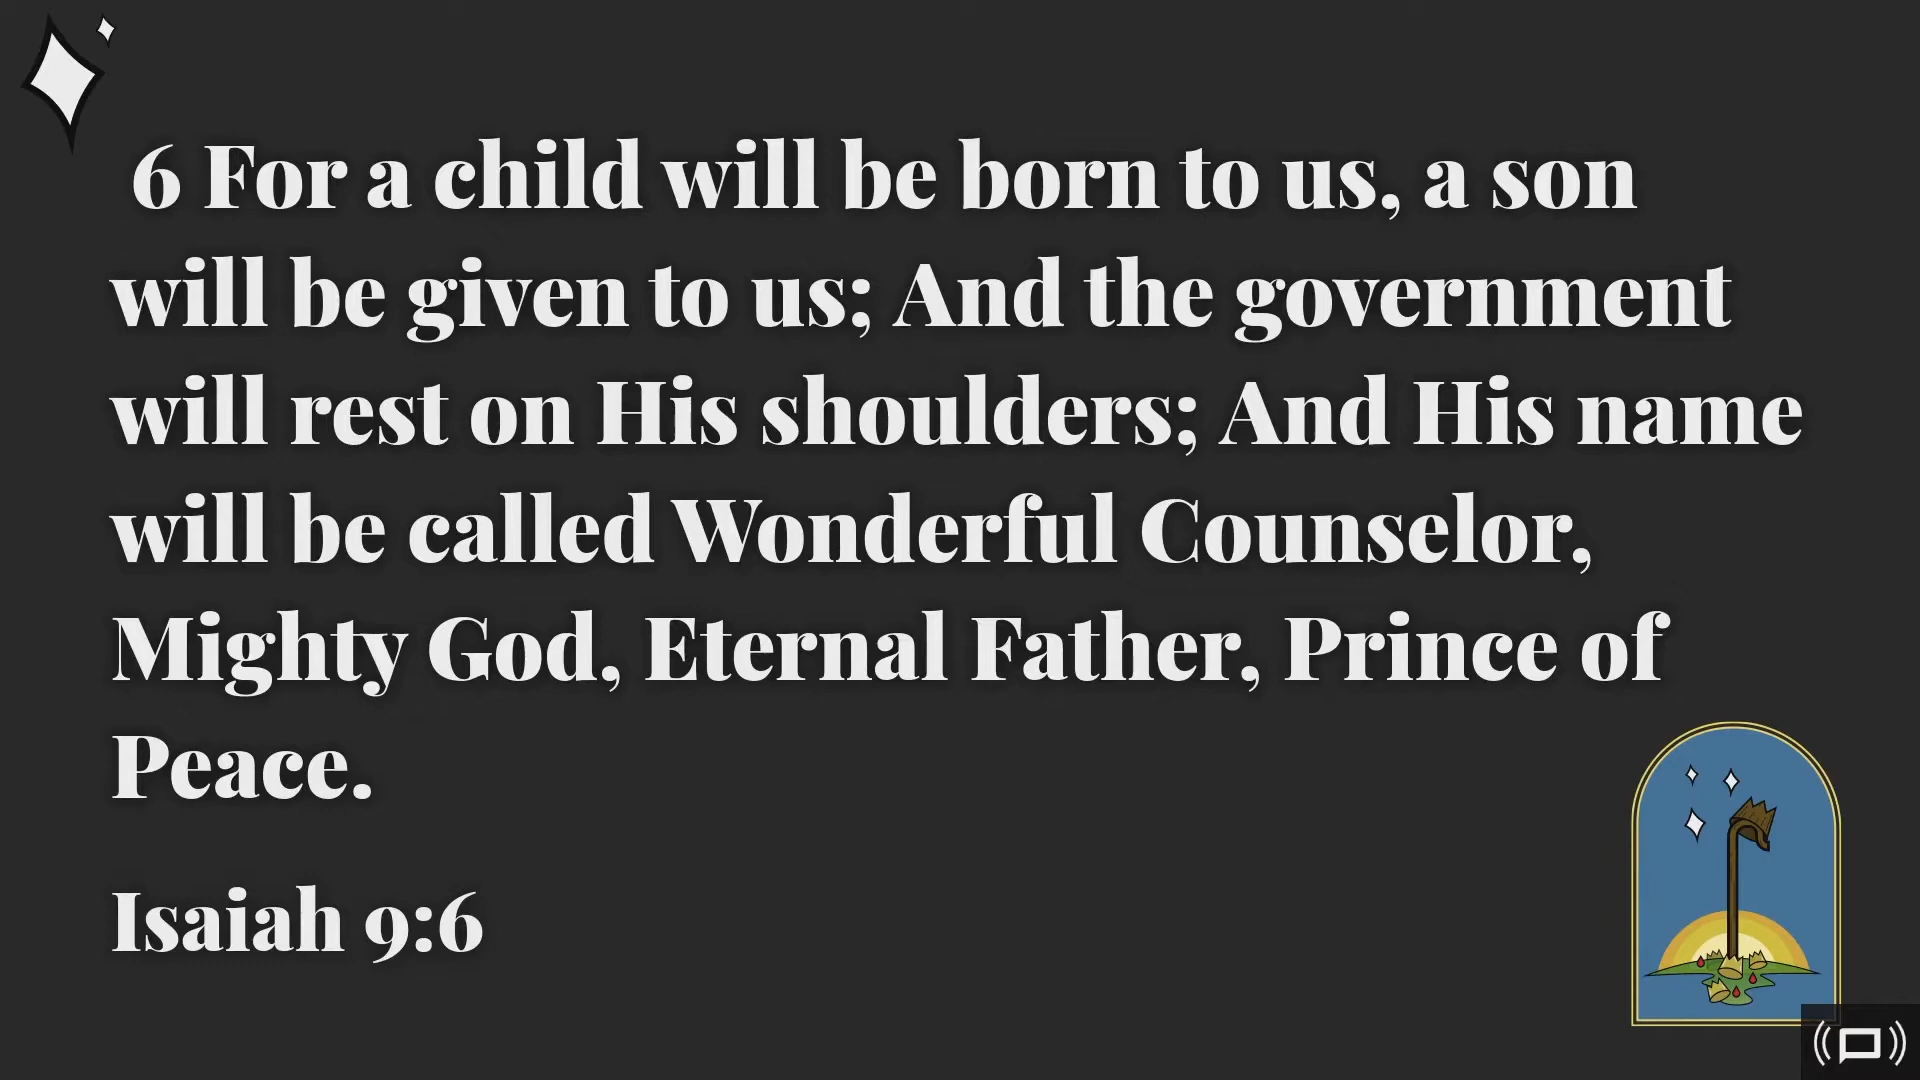 6 For a child will be born to us, a son
will be given to us; And the government
will rest on His shoulders; And His name
will be called Wonderful Counselor,
Mighty God, Eternal Father, Prince of
Peace.
Isaiah 9:6